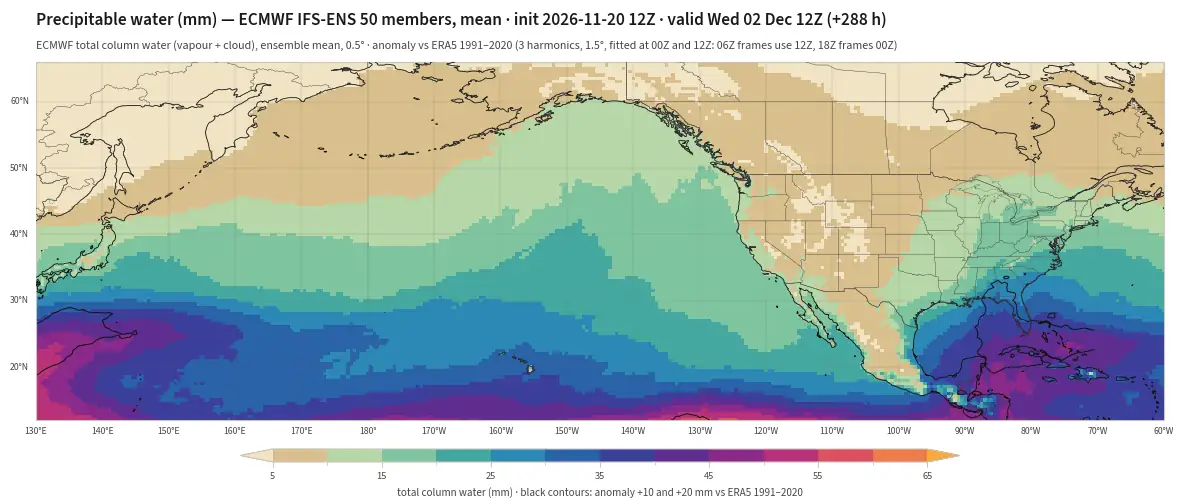 Precipitable water (mm) — ECMWF IFS-ENS 50 members, mean · init 2026-11-20 12Z · valid Wed 02 Dec 12Z (+288 h)
ECMWF total column water (vapour + cloud), ensemble mean, 0.5° · anomaly vs ERA5 1991–2020 (3 harmonics, 1.5°, fitted at 00Z and 12Z: 06Z frames use 12Z, 18Z frames 00Z)
60°N
50°N
40°N
30°N
20°N
130°E 140°E 150°E 160°E 170°E 180° 170°W 160°W 150°W 140°W 130°W 120°W 110°W 100°W 90°W 80°W 70°W 60°W
5 15 25 35 45 55 65
total column water (mm) · black contours: anomaly +10 and +20 mm vs ERA5 1991–2020